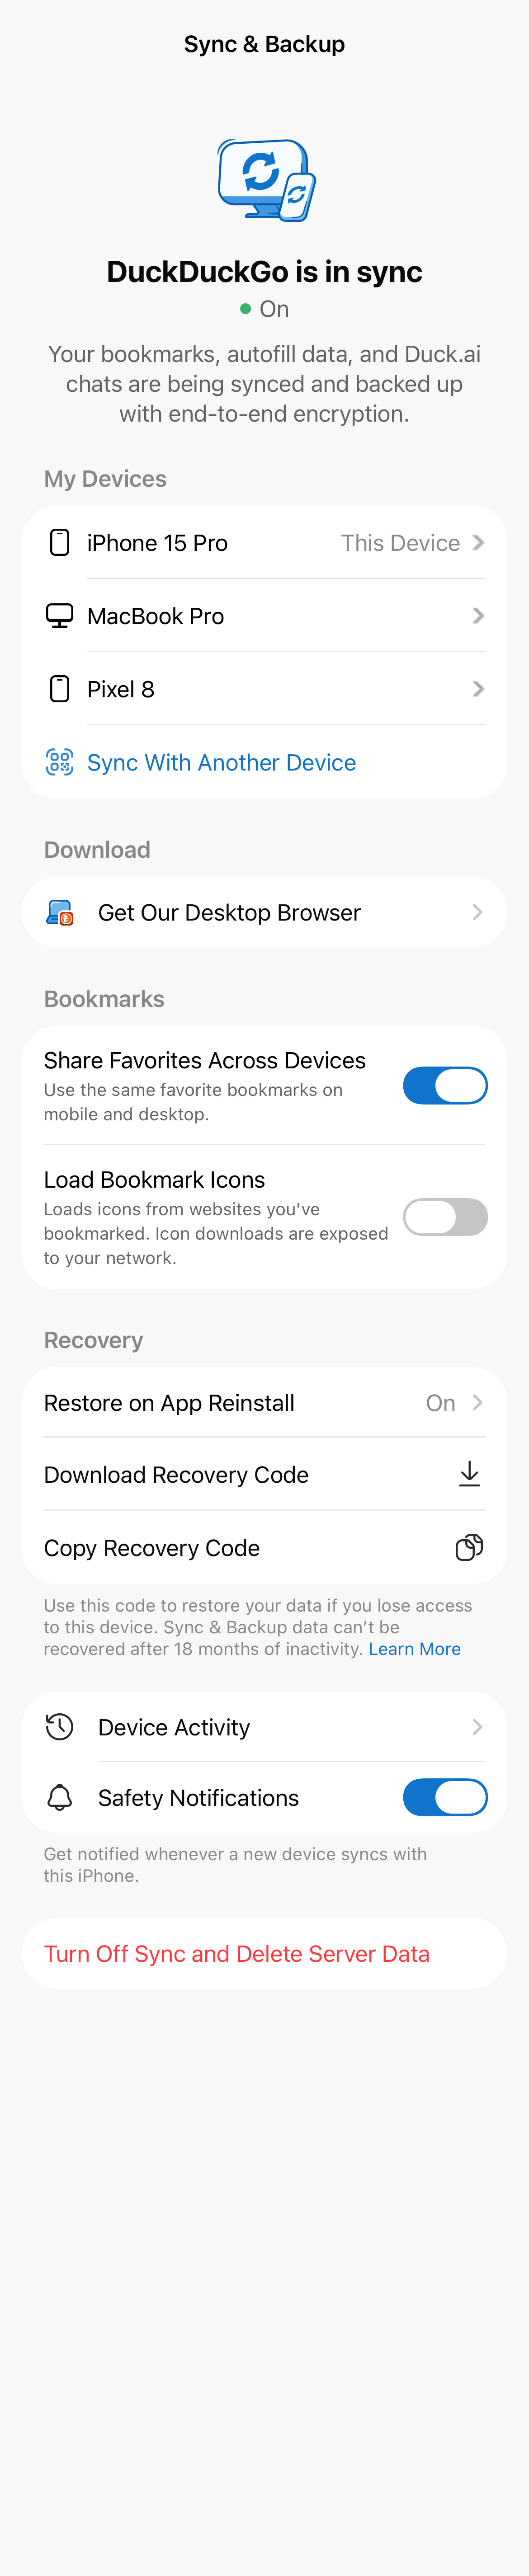 Sync & Backup
DuckDuckGo is in sync
On
Your bookmarks, autofill data, and Duck.ai
chats are being synced and backed up
with end-to-end encryption.
My Devices
iPhone 15 Pro This Device
MacBook Pro
Pixel 8
Sync With Another Device
Download
Get Our Desktop Browser
Bookmarks
Share Favorites Across Devices
Use the same favorite bookmarks on
mobile and desktop.
Load Bookmark Icons
Loads icons from websites you've
bookmarked. Icon downloads are exposed
to your network.
Recovery
Restore on App Reinstall On
Download Recovery Code
Copy Recovery Code
Use this code to restore your data if you lose access
to this device. Sync & Backup data can’t be
recovered after 18 months of inactivity. Learn More
Device Activity
Safety Notifications
Get notified whenever a new device syncs with
this iPhone.
Turn Off Sync and Delete Server Data